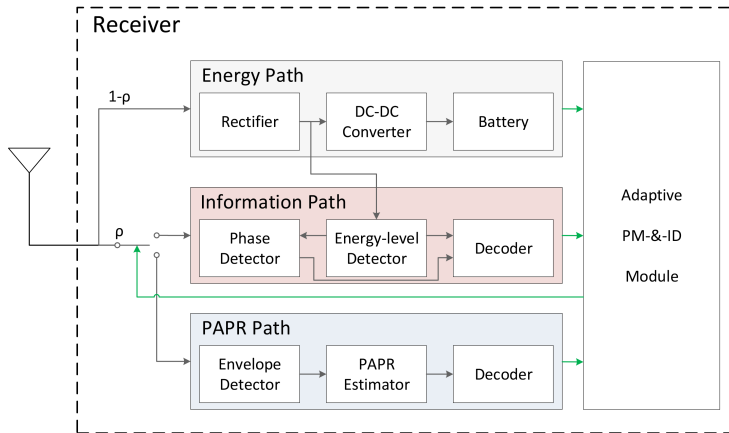 Receiver
Energy Path
1-ρ
Rectifier
DC-DC
Converter
Battery
Information Path
ρ
Phase
Detector
Energy-level
Detector
Decoder
Adaptive
PM-&-ID
Module
PAPR Path
Envelope
Detector
PAPR
Estimator
Decoder